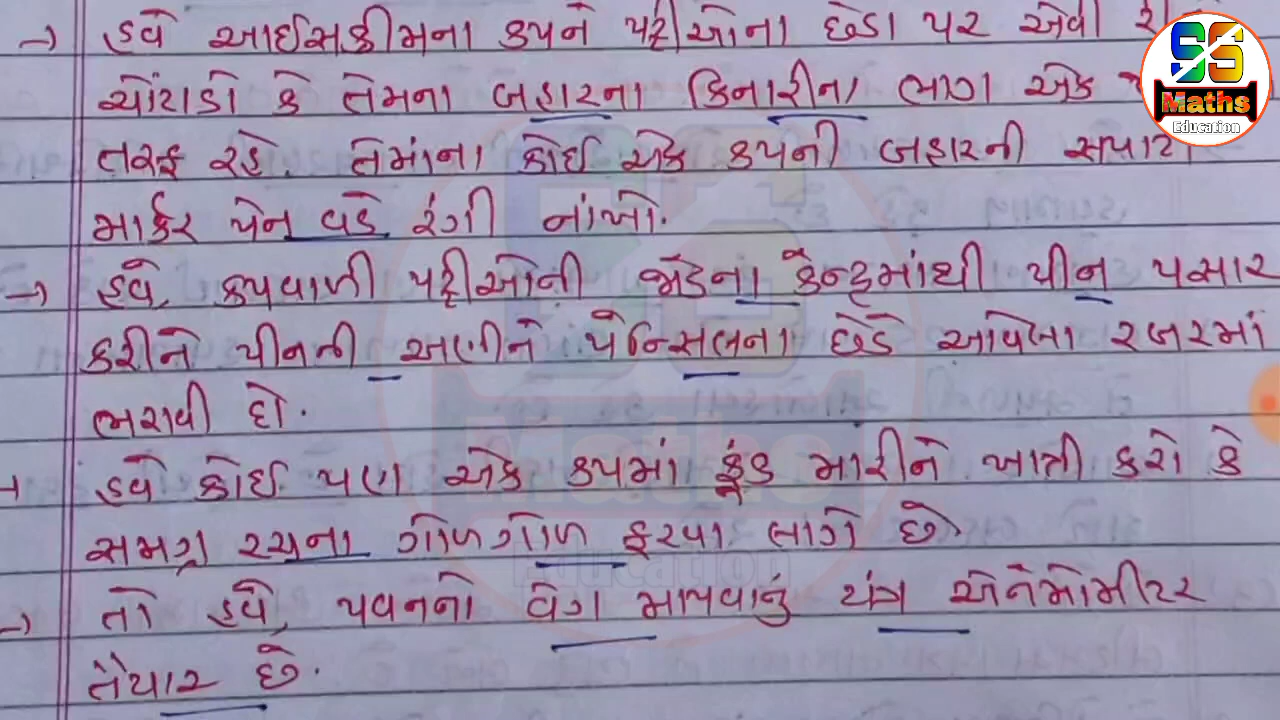 → હવે આઈસક્રીમના કપને પટ્ટીઓના છેડા પર એવી
ચોંટાડો કે તેમના બહારના કિનારીના ભાગ એક
તરફ રહે. તેમાંના કોઈ એક કપની બહારની સપાટી
માર્કર પેન વડે રંગી નાંખો.
→ હવે, કપવાળી પટ્ટીઓની જોડના કેન્દ્રમાંથી પીન પસાર
કરીને પીનની અણીને પેન્સિલના છેડે આવેલા રબરમાં
ભરાવી દો.
→ હવે કોઈ પણ એક કપમાં ફૂંક મારીને ખાત્રી કરો કે
સમગ્ર રચના ગોળગોળ ફરવા લાગે છે.
→ તો હવે, પવનનો વેગ માપવાનું યંત્ર એનેમોમીટર
તૈયાર છે.
SS
Maths
Education